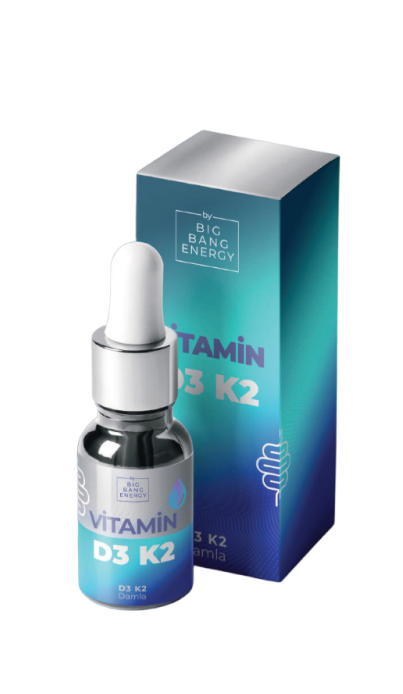 by
BIG
BANG
ENERGY
VİTAMİN
D3 K2
D3 K2
Damla
by
BIG
BANG
ENERGY
VİTAMİN
D3 K2
D3 K2
Damla